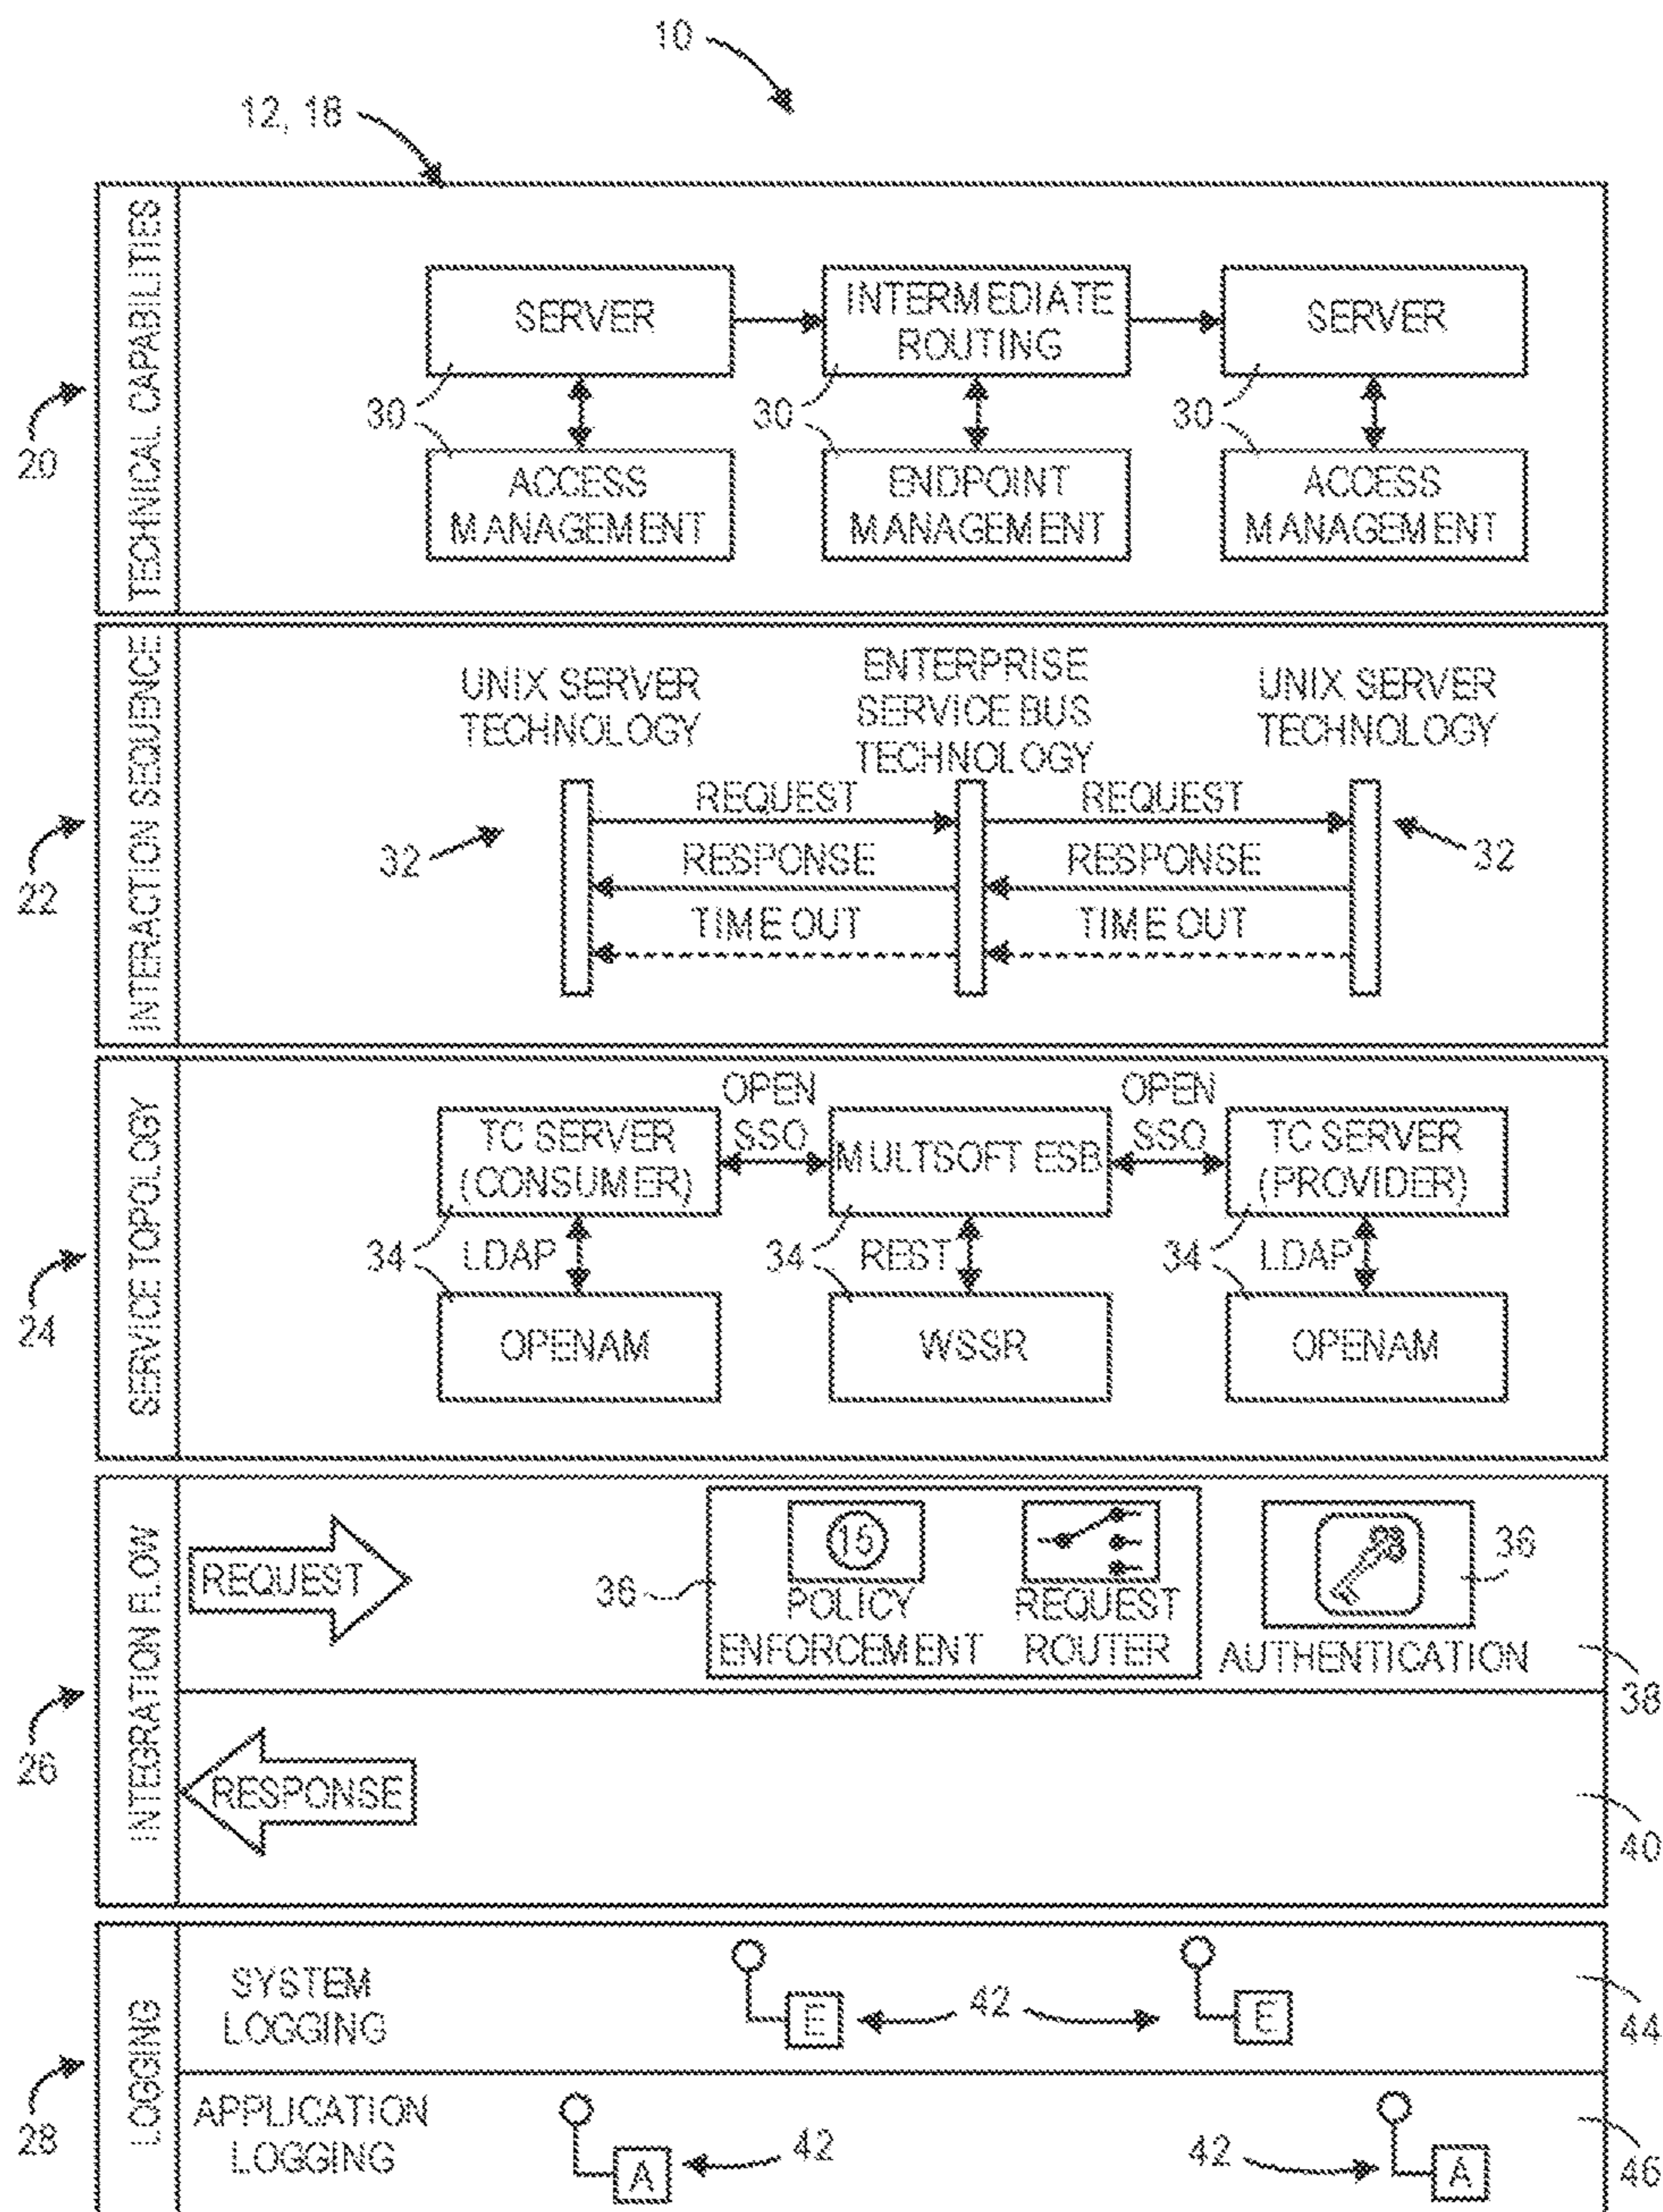 10
12, 18
TECHNICAL CAPABILITIES
20
SERVER
INTERMEDIATE
ROUTING
SERVER
30
30
30
ACCESS
MANAGEMENT
ENDPOINT
MANAGEMENT
ACCESS
MANAGEMENT
INTERACTION SEQUENCE
22
UNIX SERVER
TECHNOLOGY
ENTERPRISE
SERVICE BUS
TECHNOLOGY
UNIX SERVER
TECHNOLOGY
REQUEST
REQUEST
32
RESPONSE
RESPONSE
32
TIME OUT
TIME OUT
SERVICE TOPOLOGY
24
TC SERVER
(CONSUMER)
OPEN
SSO
MULTSOFT ESB
OPEN
SSO
TC SERVER
(PROVIDER)
34
LDAP
34
REST
34
LDAP
OPENAM
WSSR
OPENAM
INTEGRATION FLOW
26
REQUEST
36
15
POLICY
ENFORCEMENT
REQUEST
ROUTER
AUTHENTICATION
36
38
RESPONSE
40
LOGGING
28
SYSTEM
LOGGING
E
42
E
44
APPLICATION
LOGGING
A
42
42
A
46